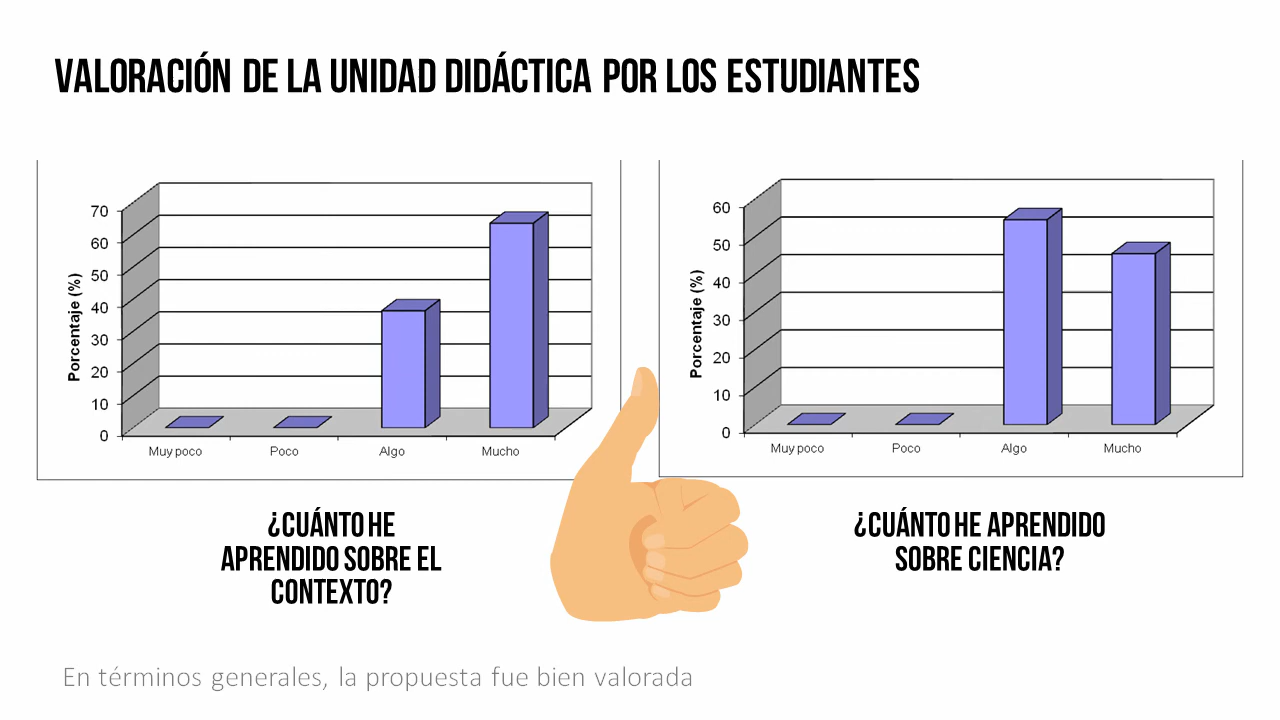 VALORACIÓN DE LA UNIDAD DIDÁCTICA POR LOS ESTUDIANTES
Porcentaje (%)
70
60
50
40
30
20
10
0
Muy poco Poco Algo Mucho
¿CUÁNTO HE
APRENDIDO SOBRE EL
CONTEXTO?
Porcentaje (%)
60
50
40
30
20
10
0
Muy poco Poco Algo Mucho
¿CUÁNTO HE APRENDIDO
SOBRE CIENCIA?
En términos generales, la propuesta fue bien valorada